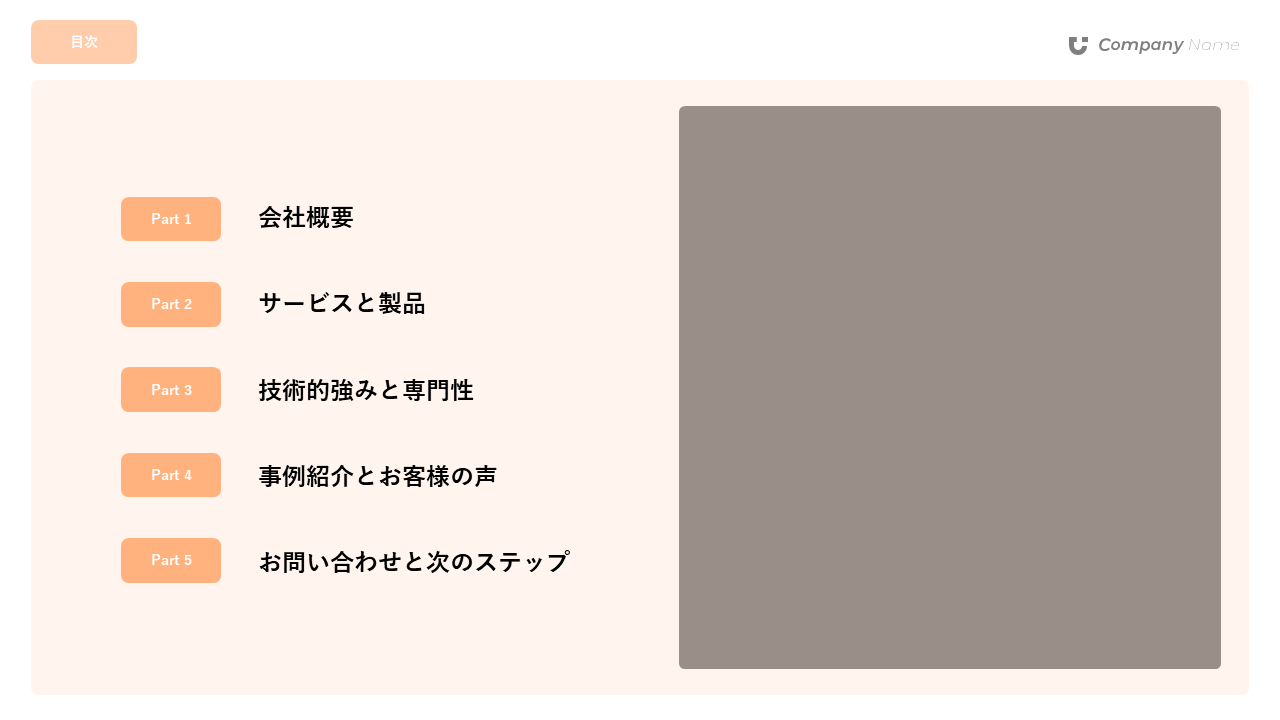 目次
Company Name
Part 1
会社概要
Part 2
サービスと製品
Part 3
技術的強みと専門性
Part 4
事例紹介とお客様の声
Part 5
お問い合わせと次のステップ